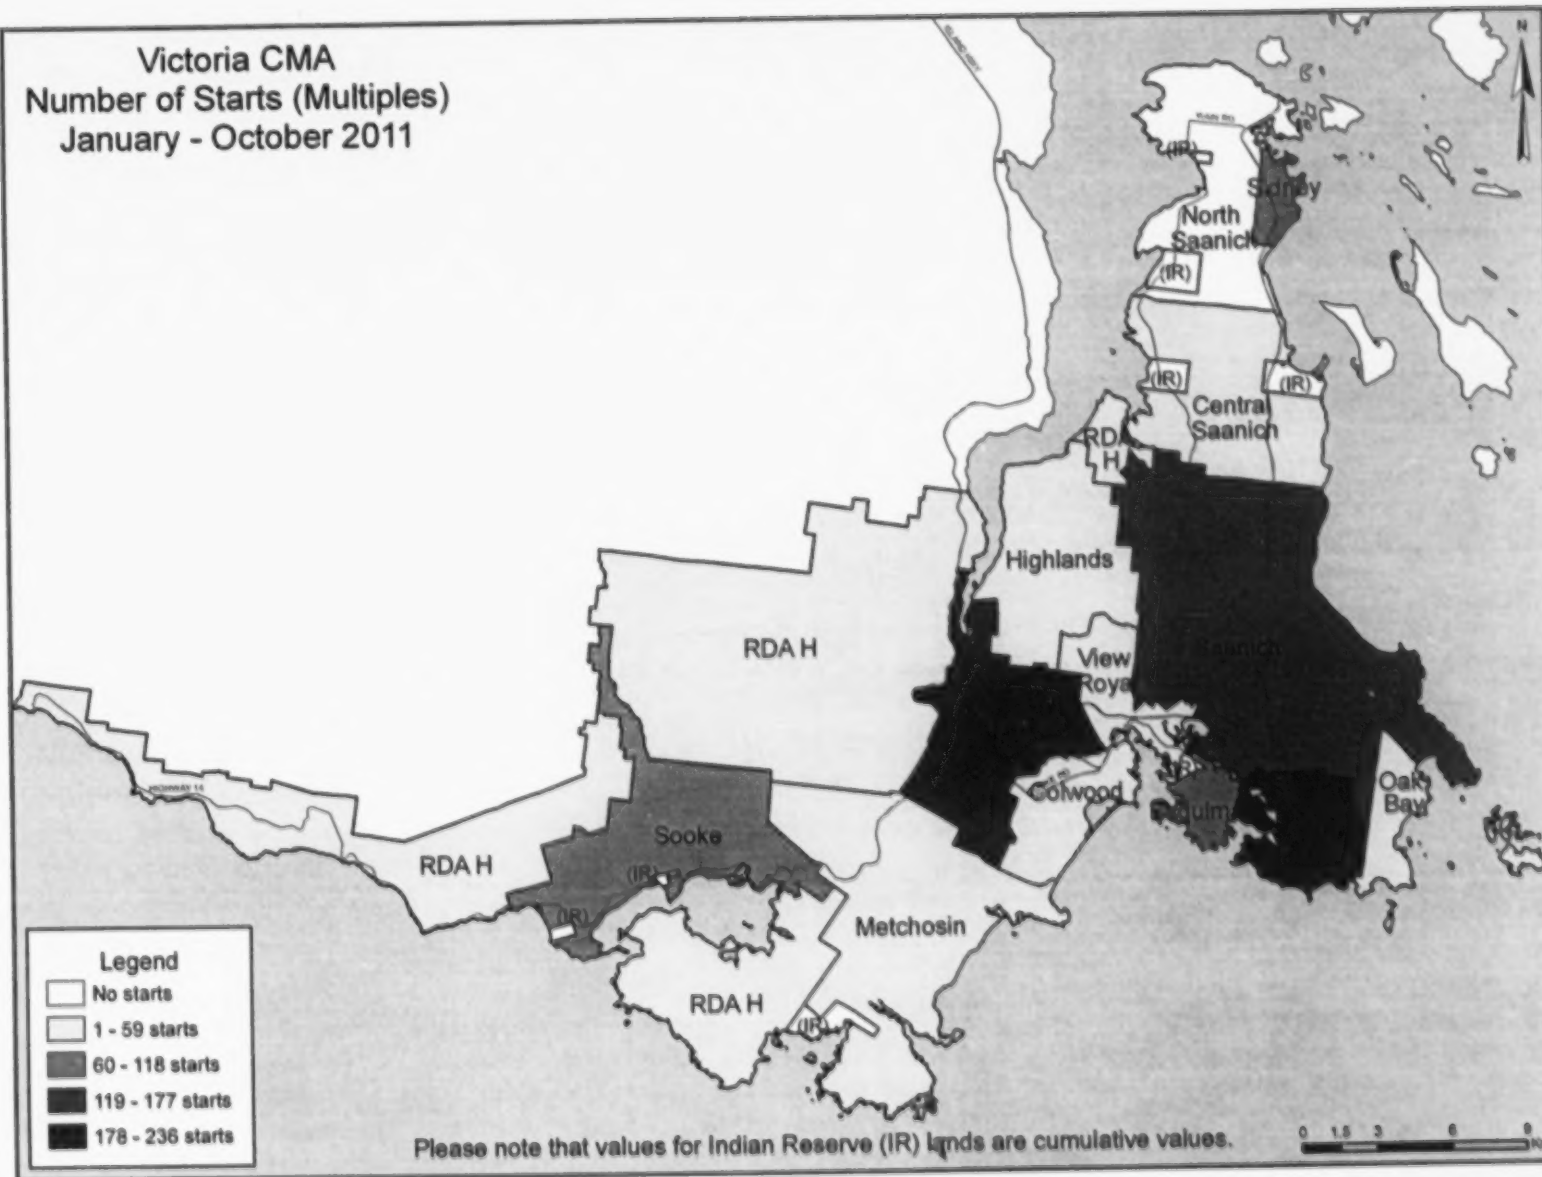 Victoria CMA
Number of Starts (Multiples)
January - October 2011
N
(IR)
Sidney
North
Saanich
(IR)
(IR)
(IR)
Central
Saanich
RDA
H
Highlands
RDA H
View
Royal
Saanich
HIGHWAY 14
Colwood
Oak
Bay
Sooke
RDA H
(IR)
(IR)
Metchosin
RDA H
(IR)
Legend
No starts
1 - 59 starts
60 - 118 starts
119 - 177 starts
178 - 236 starts
Please note that values for Indian Reserve (IR) lands are cumulative values.
0 1.5 3 6 9